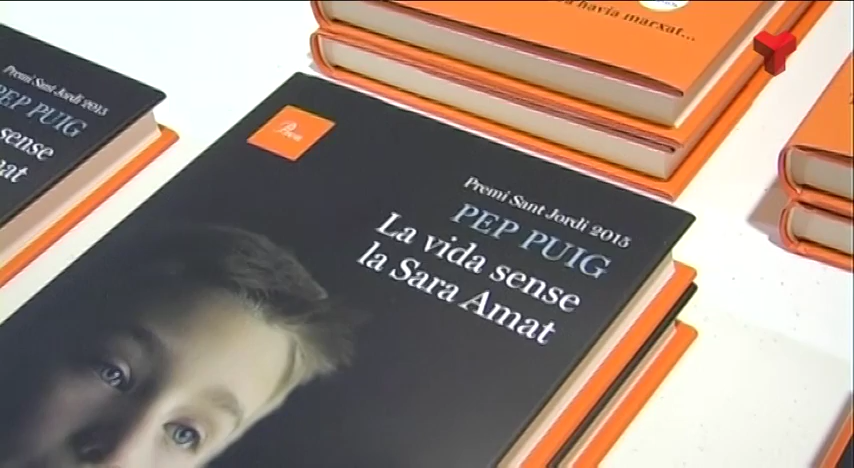 havia marxat...
Premi Sant Jordi 2015
PEP PUIG
sense
Amat
Proa
Premi Sant Jordi 2015
PEP PUIG
La vida sense
la Sara Amat